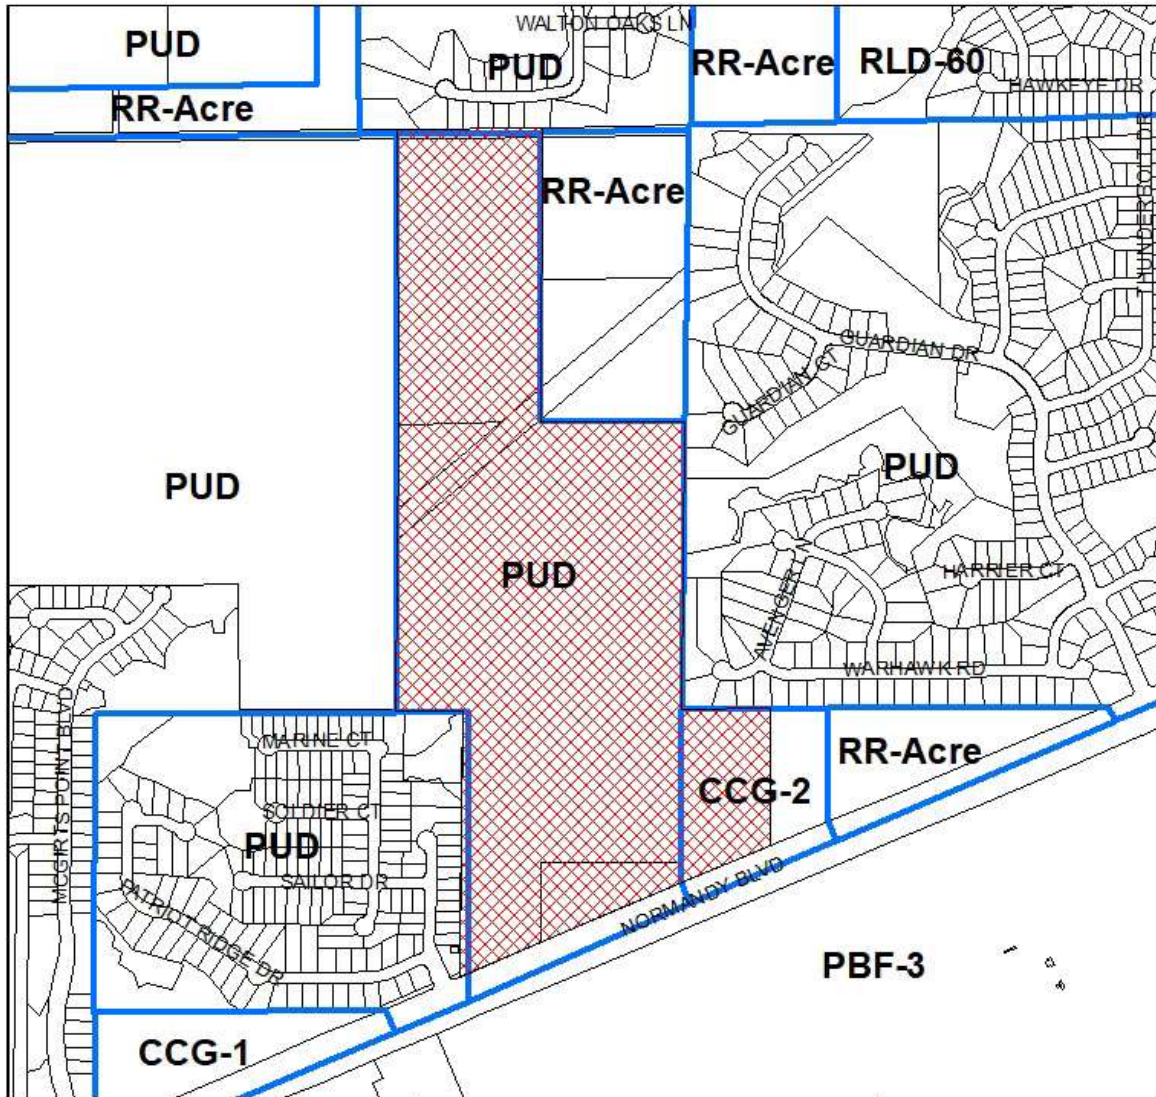 WALTON OAKS LN
PUD
PUD
RR-Acre
RLD-60
HAWKEYE DR
RR-Acre
THUNDERBOLT DR
RR-Acre
GUARDIAN DR
GUARDIAN CT
PUD
PUD
PUD
AVENGER LN
HARRIER CT
WARHAWK RD
MCGIRTS POINT BLVD
MARINE CT
RR-Acre
CCG-2
SOLDIER CT
PUD
SAILOR DR
PATRIOT RIDGE DR
NORMANDY BLVD
PBF-3
CCG-1